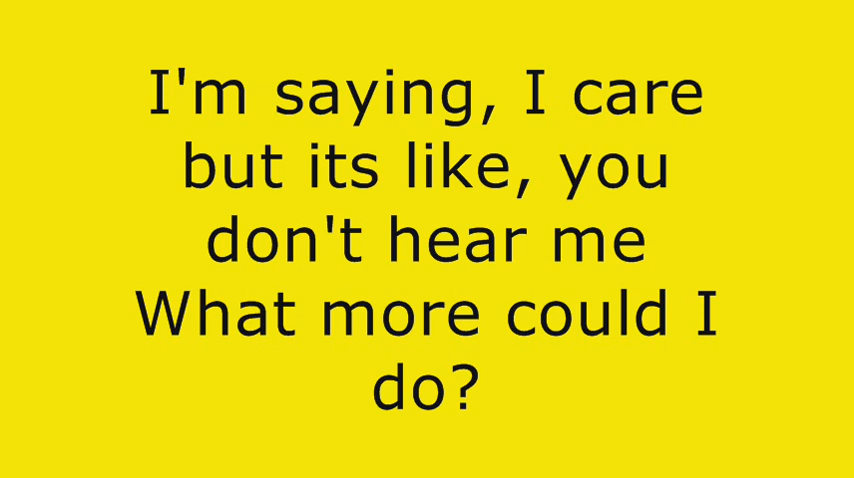 I'm saying, I care
but its like, you
don't hear me
What more could I
do?